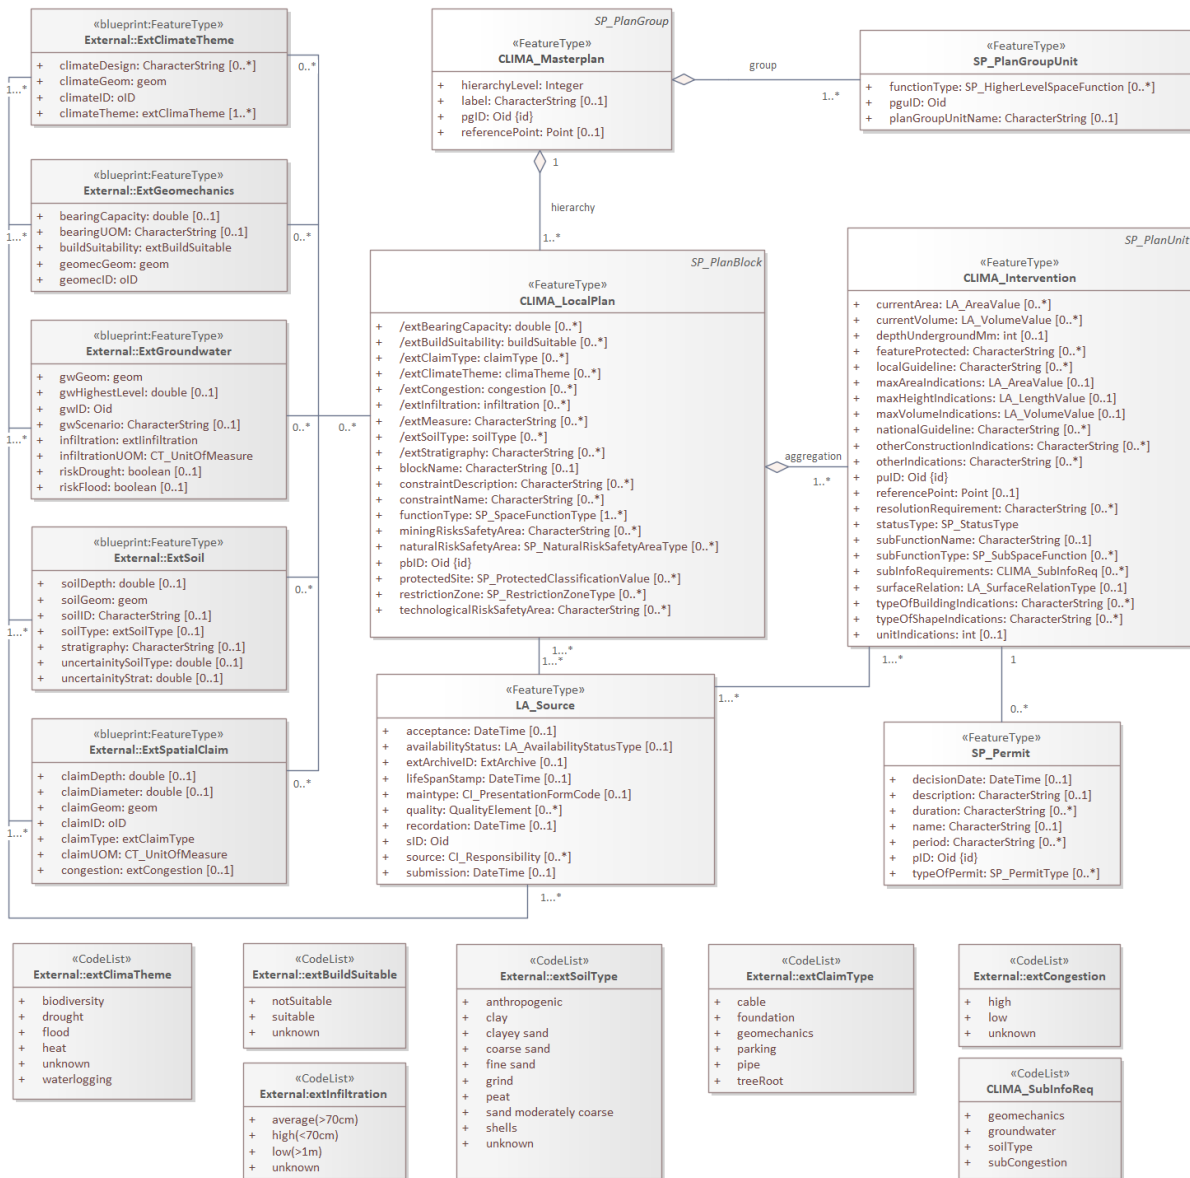 «blueprint:FeatureType»
External::ExtClimateTheme
+ climateDesign: CharacterString [0..*]
+ climateGeom: geom
+ climateID: oID
+ climateTheme: extClimaTheme [1..*]
0..*
1...*
«blueprint:FeatureType»
External::ExtGeomechanics
+ bearingCapacity: double [0..1]
+ bearingUOM: CharacterString [0..1]
+ buildSuitability: extBuildSuitable
+ geomecGeom: geom
+ geomecID: oID
1...*
0..*
«blueprint:FeatureType»
External::ExtGroundwater
+ gwGeom: geom
+ gwHighestLevel: double [0..1]
+ gwID: Oid
+ gwScenario: CharacterString [0..1]
+ infiltration: extIinfiltration
+ infiltrationUOM: CT_UnitOfMeasure
+ riskDrought: boolean [0..1]
+ riskFlood: boolean [0..1]
1...*
0..*
0..*
«blueprint:FeatureType»
External::ExtSoil
+ soilDepth: double [0..1]
+ soilGeom: geom
+ soilID: CharacterString [0..1]
+ soilType: extSoilType [0..1]
+ stratigraphy: CharacterString [0..1]
+ uncertainitySoilType: double [0..1]
+ uncertainityStrat: double [0..1]
1...*
0..*
«blueprint:FeatureType»
External::ExtSpatialClaim
+ claimDepth: double [0..1]
+ claimDiameter: double [0..1]
+ claimGeom: geom
+ claimID: oID
+ claimType: extClaimType
+ claimUOM: CT_UnitOfMeasure
+ congestion: extCongestion [0..1]
1...*
0..*
SP_PlanGroup
«FeatureType»
CLIMA_Masterplan
+ hierarchyLevel: Integer
+ label: CharacterString [0..1]
+ pgID: Oid {id}
+ referencePoint: Point [0..1]
group
1..*
«FeatureType»
SP_PlanGroupUnit
+ functionType: SP_HigherLevelSpaceFunction [0..*]
+ pguID: Oid
+ planGroupUnitName: CharacterString [0..1]
1
hierarchy
1..*
SP_PlanBlock
«FeatureType»
CLIMA_LocalPlan
+ /extBearingCapacity: double [0..*]
+ /extBuildSuitability: buildSuitable [0..*]
+ /extClaimType: claimType [0..*]
+ /extClimateTheme: climaTheme [0..*]
+ /extCongestion: congestion [0..*]
+ /extInfiltration: infiltration [0..*]
+ /extMeasure: CharacterString [0..*]
+ /extSoilType: soilType [0..*]
+ /extStratigraphy: CharacterString [0..*]
+ blockName: CharacterString [0..1]
+ constraintDescription: CharacterString [0..*]
+ constraintName: CharacterString [0..*]
+ functionType: SP_SpaceFunctionType [1..*]
+ miningRisksSafetyArea: CharacterString [0..*]
+ naturalRiskSafetyArea: SP_NaturalRiskSafetyAreaType [0..*]
+ pbID: Oid {id}
+ protectedSite: SP_ProtectedClassificationValue [0..*]
+ restrictionZone: SP_RestrictionZoneType [0..*]
+ technologicalRiskSafetyArea: CharacterString [0..*]
aggregation
1..*
SP_PlanUnit
«FeatureType»
CLIMA_Intervention
+ currentArea: LA_AreaValue [0..*]
+ currentVolume: LA_VolumeValue [0..*]
+ depthUndergroundMm: int [0..1]
+ featureProtected: CharacterString [0..*]
+ localGuideline: CharacterString [0..*]
+ maxAreaIndications: LA_AreaValue [0..1]
+ maxHeightIndications: LA_LengthValue [0..1]
+ maxVolumeIndications: LA_VolumeValue [0..1]
+ nationalGuideline: CharacterString [0..*]
+ otherConstructionIndications: CharacterString [0..*]
+ otherIndications: CharacterString [0..*]
+ puID: Oid {id}
+ referencePoint: Point [0..1]
+ resolutionRequirement: CharacterString [0..*]
+ statusType: SP_StatusType
+ subFunctionName: CharacterString [0..1]
+ subFunctionType: SP_SubSpaceFunction [0..*]
+ subInfoRequirements: CLIMA_SubInfoReq [0..*]
+ surfaceRelation: LA_SurfaceRelationType [0..1]
+ typeOfBuildingIndications: CharacterString [0..*]
+ typeOfShapeIndications: CharacterString [0..*]
+ unitIndications: int [0..1]
1...*
1...*
1...*
1
1...*
0..*
«FeatureType»
LA_Source
+ acceptance: DateTime [0..1]
+ availabilityStatus: LA_AvailabilityStatusType [0..1]
+ extArchiveID: ExtArchive [0..1]
+ lifeSpanStamp: DateTime [0..1]
+ maintype: CI_PresentationFormCode [0..1]
+ quality: QualityElement [0..*]
+ recordation: DateTime [0..1]
+ sID: Oid
+ source: CI_Responsibility [0..*]
+ submission: DateTime [0..1]
1...*
«FeatureType»
SP_Permit
+ decisionDate: DateTime [0..1]
+ description: CharacterString [0..1]
+ duration: CharacterString [0..*]
+ name: CharacterString [0..1]
+ period: CharacterString [0..*]
+ pID: Oid {id}
+ typeOfPermit: SP_PermitType [0..*]
«CodeList»
External::extClimaTheme
+ biodiversity
+ drought
+ flood
+ heat
+ unknown
+ waterlogging
«CodeList»
External::extBuildSuitable
+ notSuitable
+ suitable
+ unknown
«CodeList»
External:extInfiltration
+ average(>70cm)
+ high(<70cm)
+ low(>1m)
+ unknown
«CodeList»
External::extSoilType
+ anthropogenic
+ clay
+ clayey sand
+ coarse sand
+ fine sand
+ grind
+ peat
+ sand moderately coarse
+ shells
+ unknown
«CodeList»
External::extClaimType
+ cable
+ foundation
+ geomechanics
+ parking
+ pipe
+ treeRoot
«CodeList»
External::extCongestion
+ high
+ low
+ unknown
«CodeList»
CLIMA_SubInfoReq
+ geomechanics
+ groundwater
+ soilType
+ subCongestion